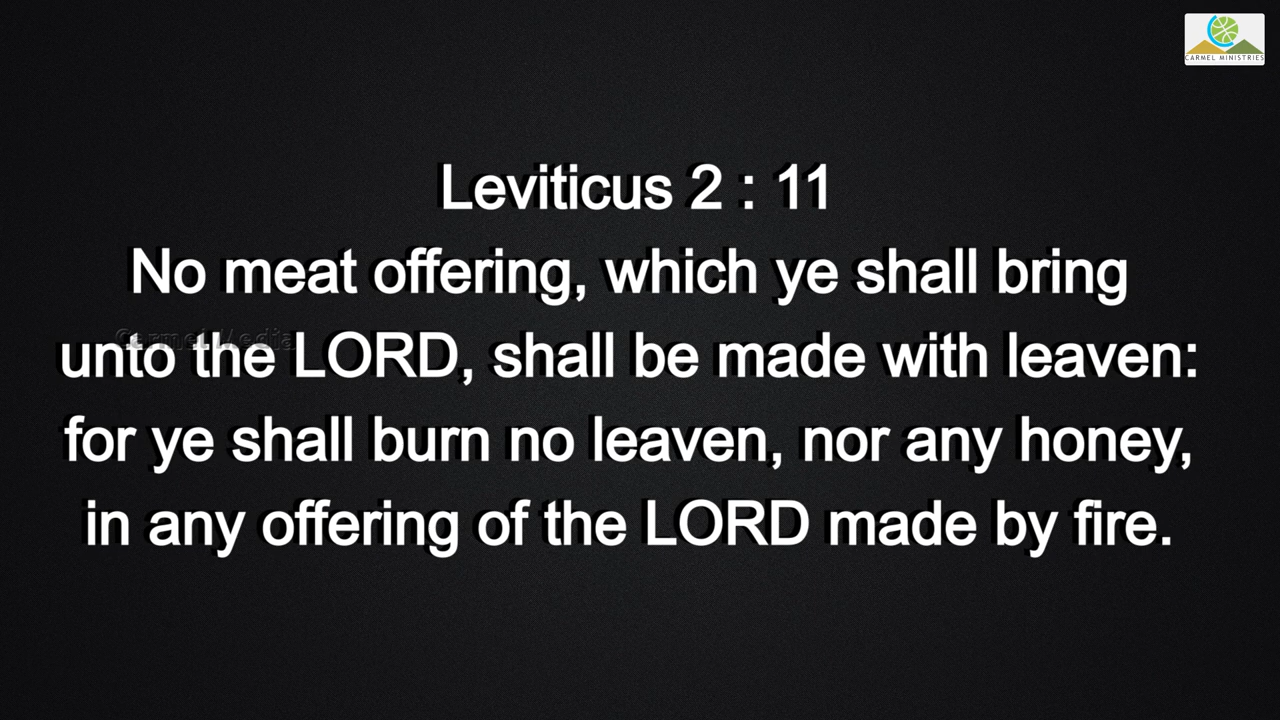 CARMEL MINISTRIES
Leviticus 2 : 11
No meat offering, which ye shall bring
Carmel Media
unto the LORD, shall be made with leaven:
for ye shall burn no leaven, nor any honey,
in any offering of the LORD made by fire.